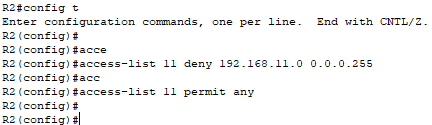 R2#config t
Enter configuration commands, one per line.  End with CNTL/Z.
R2(config)#
R2(config)#acce
R2(config)#access-list 11 deny 192.168.11.0 0.0.0.255
R2(config)#acc
R2(config)#access-list 11 permit any
R2(config)#
R2(config)#